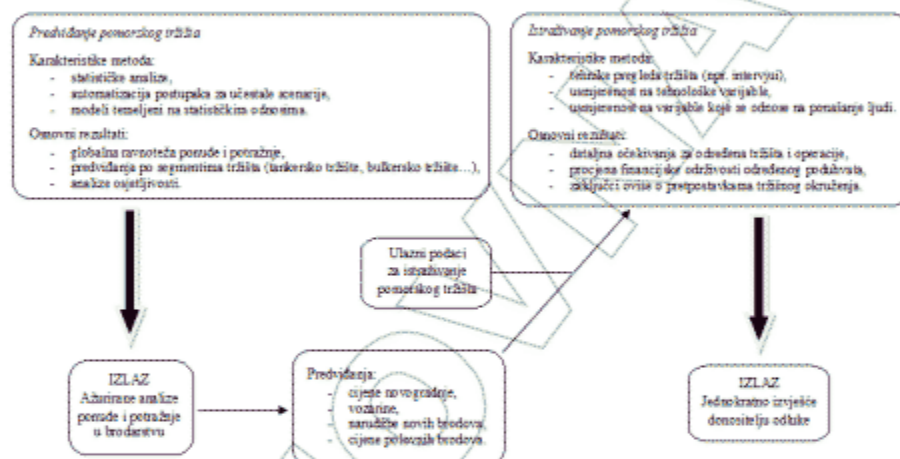 Predviđanje pomorskog tržišta
Karakteristike metoda:
- statističke analize,
- automatizacija postupaka za učestale scenarije,
- modeli temeljeni na statističkim odnosima.
Osnovni rezultati:
- globalna ravnoteža ponude i potražnje,
- predviđanja po segmentima tržišta (tankersko tržište, bulkersko tržište…),
- analize osjetljivosti.
Istraživanje pomorskog tržišta
Karakteristike metoda:
- tehnike pregleda tržišta (npr. intervjui),
- usmjerenost na tehnološke varijable,
- usmjerenost na varijable koje se odnose na ponašanje ljudi.
Osnovni rezultati:
- detaljna očekivanja za određena tržišta i operacije,
- procjena financijske održivosti određenog poduhvata,
- zaključci ovise o pretpostavkama tržišnog okruženja.
Ulazni podaci
za istraživanje
pomorskog tržišta
IZLAZ
Ažurirane analize
ponude i potražnje
u brodarstvu
Predviđanja:
- cijene novogradnje,
- vozarine,
- narudžbe novih brodova,
- cijene polovnih brodova.
IZLAZ
Jednokratno izvješće
donositelju odluke